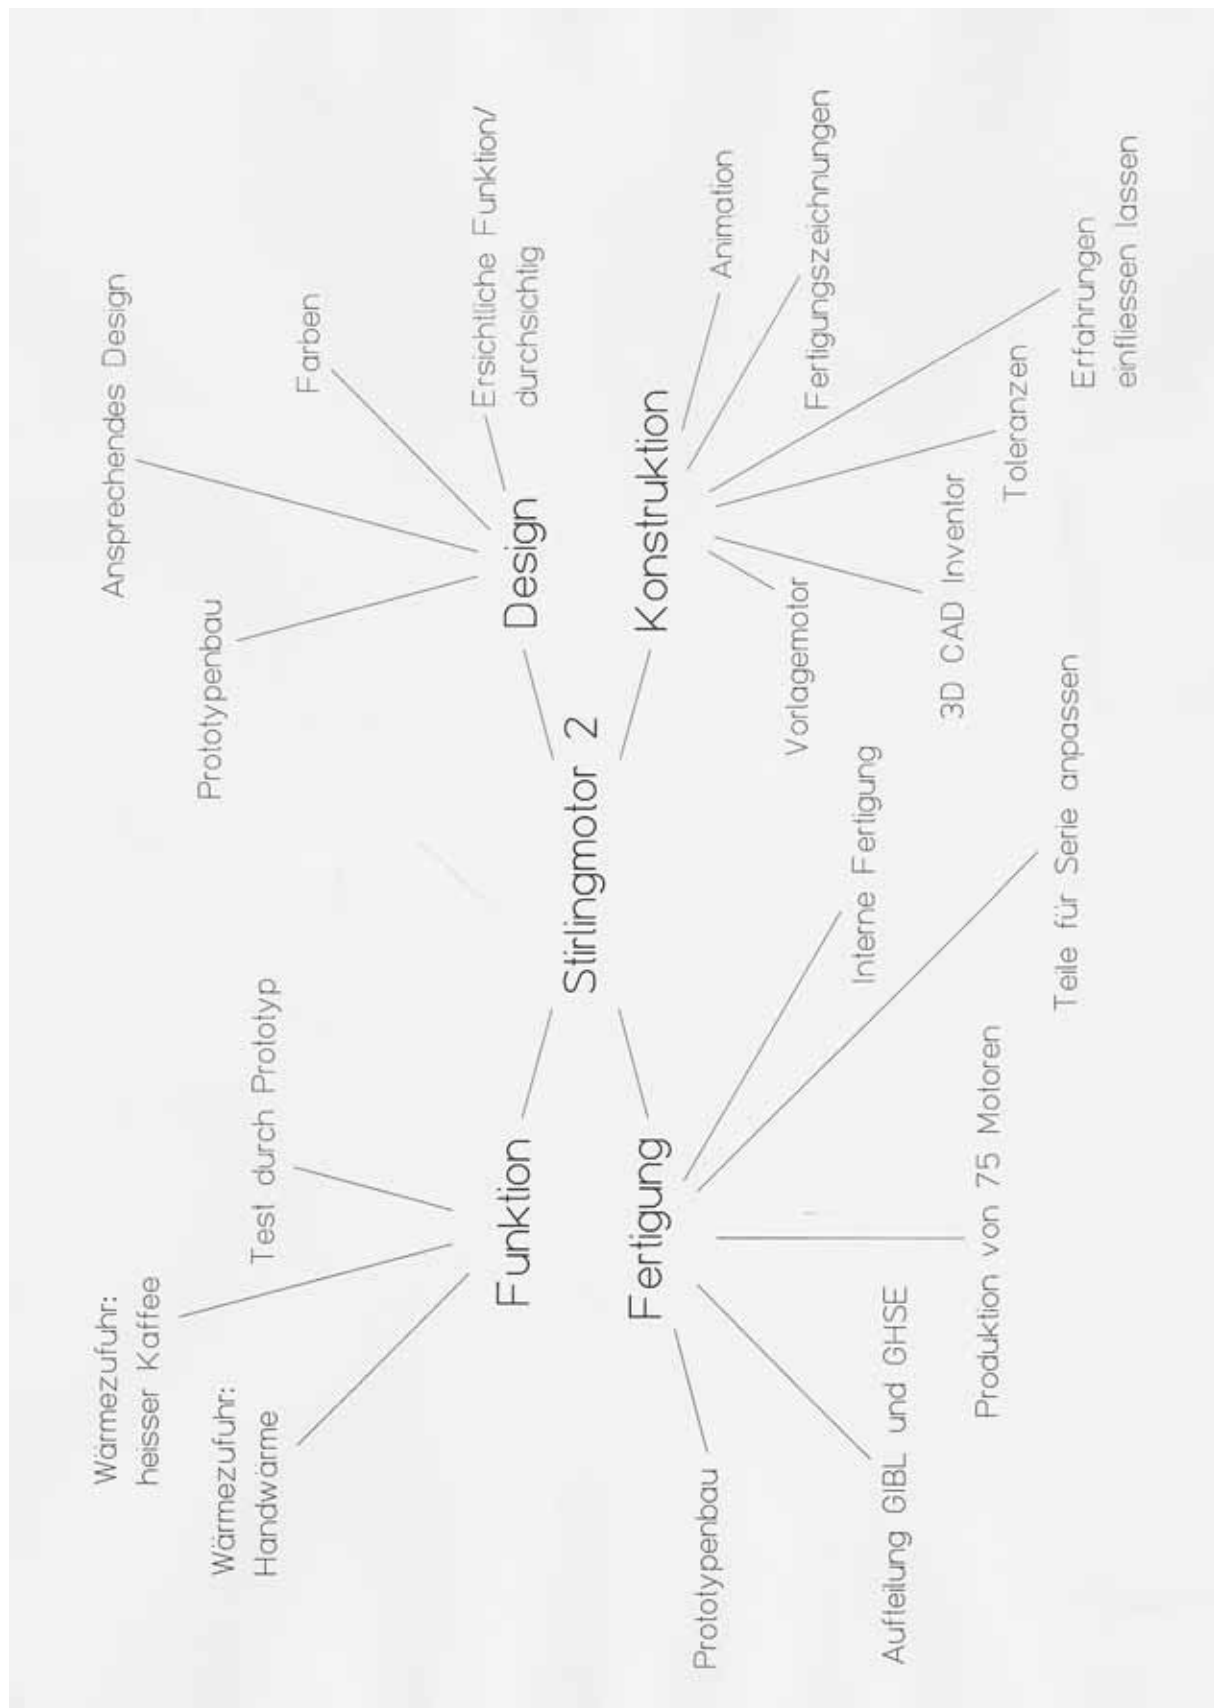 Stirlingmotor 2
Funktion
Wärmezufuhr:
heisser Kaffee
Wärmezufuhr:
Handwärme
Test durch Prototyp
Design
Prototypenbau
Ansprechendes Design
Farben
Ersichtliche Funktion/
durchsichtig
Fertigung
Prototypenbau
Aufteilung GIBL und GHSE
Produktion von 75 Motoren
Teile für Serie anpassen
Interne Fertigung
Konstruktion
Vorlagemotor
3D CAD Inventor
Toleranzen
Erfahrungen
einfliessen lassen
Fertigungszeichnungen
Animation